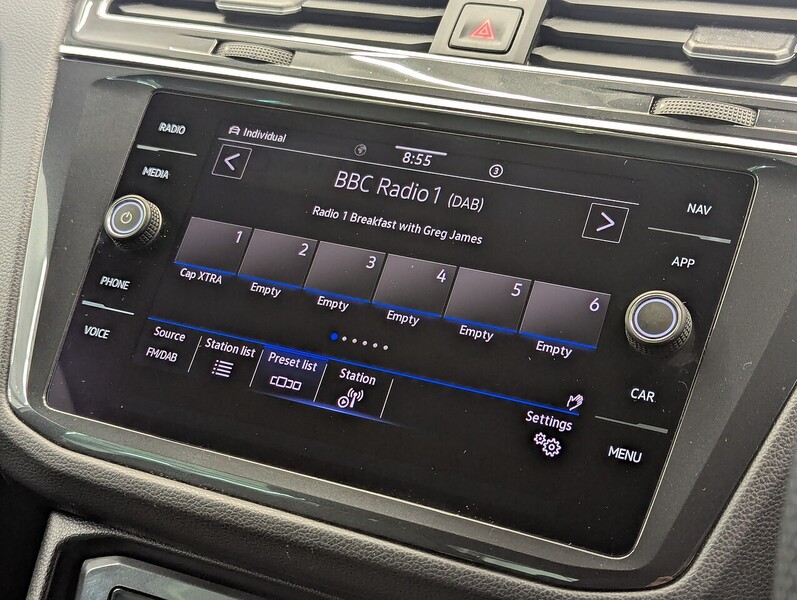 RADIO
MEDIA
PHONE
VOICE
Individual
8:55
3
BBC Radio 1 (DAB)
Radio 1 Breakfast with Greg James
1 2 3 4 5 6
Cap XTRA Empty Empty Empty Empty Empty
Source
FM/DAB
Station list
Preset list
Station
Settings
NAV
APP
CAR
MENU